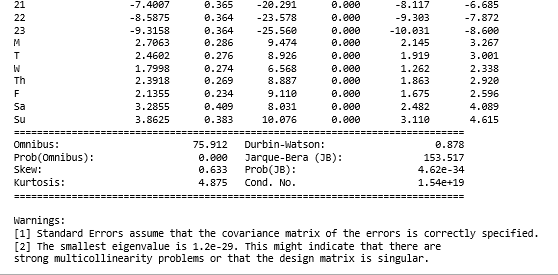 21 -7.4007 0.365 -20.291 0.000 -8.117 -6.685
22 -8.5875 0.364 -23.578 0.000 -9.303 -7.872
23 -9.3158 0.364 -25.560 0.000 -10.031 -8.600
M 2.7063 0.286 9.474 0.000 2.145 3.267
T 2.4602 0.276 8.926 0.000 1.919 3.001
W 1.7998 0.274 6.568 0.000 1.262 2.338
Th 2.3918 0.269 8.887 0.000 1.863 2.920
F 2.1355 0.234 9.110 0.000 1.675 2.596
Sa 3.2855 0.409 8.031 0.000 2.482 4.089
Su 3.8625 0.383 10.076 0.000 3.110 4.615
==============================================================================
Omnibus: 75.912 Durbin-Watson: 0.878
Prob(Omnibus): 0.000 Jarque-Bera (JB): 153.517
Skew: 0.633 Prob(JB): 4.62e-34
Kurtosis: 4.875 Cond. No. 1.54e+19
==============================================================================
Warnings:
[1] Standard Errors assume that the covariance matrix of the errors is correctly specified.
[2] The smallest eigenvalue is 1.2e-29. This might indicate that there are
strong multicollinearity problems or that the design matrix is singular.